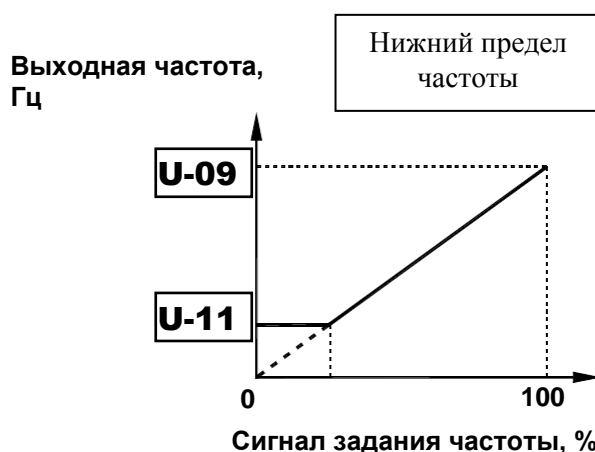 Нижний предел
частоты
Выходная частота,
Гц
U-09
U-11
0
100
Сигнал задания частоты, %